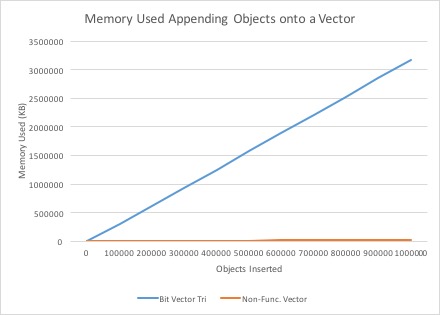 Memory Used Appending Objects onto a Vector
Memory Used (KB)
3500000
3000000
2500000
2000000
1500000
1000000
500000
0
0 100000 200000 300000 400000 500000 600000 700000 800000 900000 1000000
Objects Inserted
Bit Vector Tri Non-Func. Vector